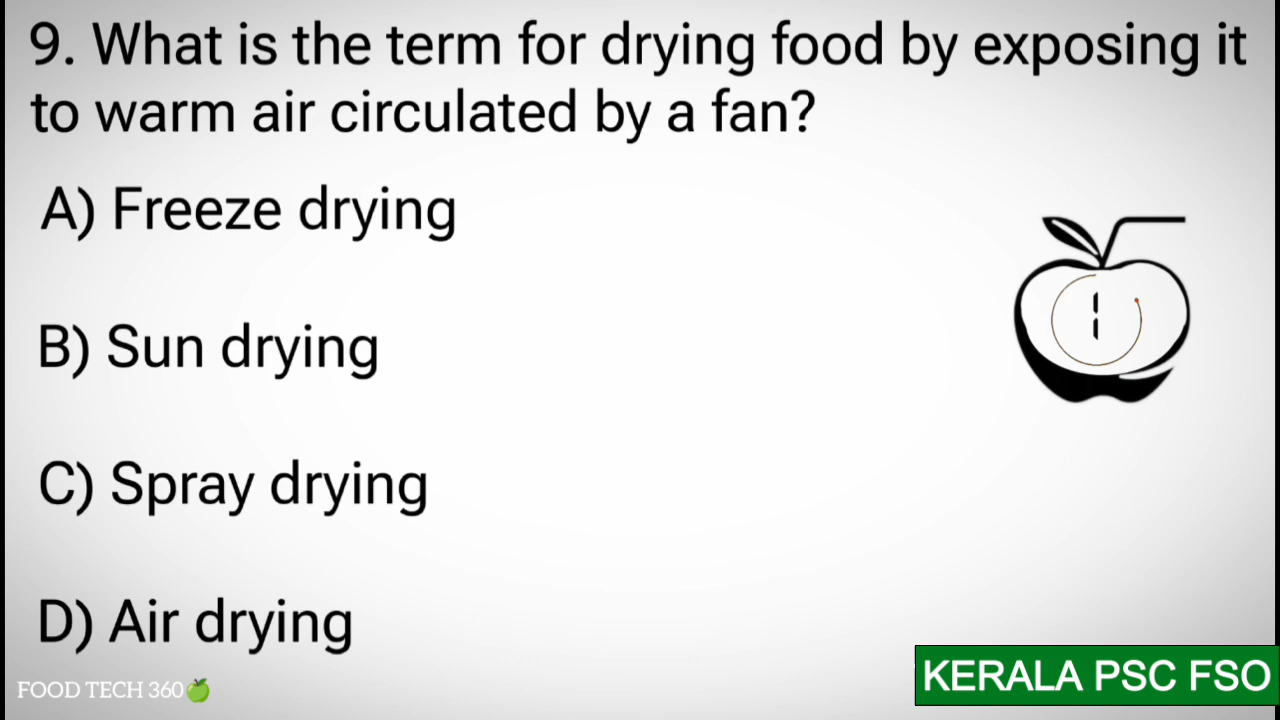 9. What is the term for drying food by exposing it
to warm air circulated by a fan?
A) Freeze drying
B) Sun drying
1
C) Spray drying
D) Air drying
FOOD TECH 360🍏
KERALA PSC FSO